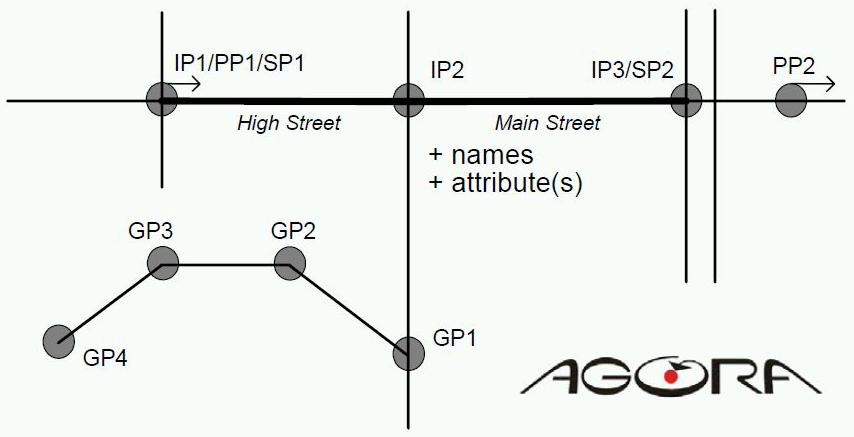 IP1/PP1/SP1
IP2
IP3/SP2
PP2
High Street
Main Street
+ names
+ attribute(s)
GP3
GP2
GP1
GP4
AGORA